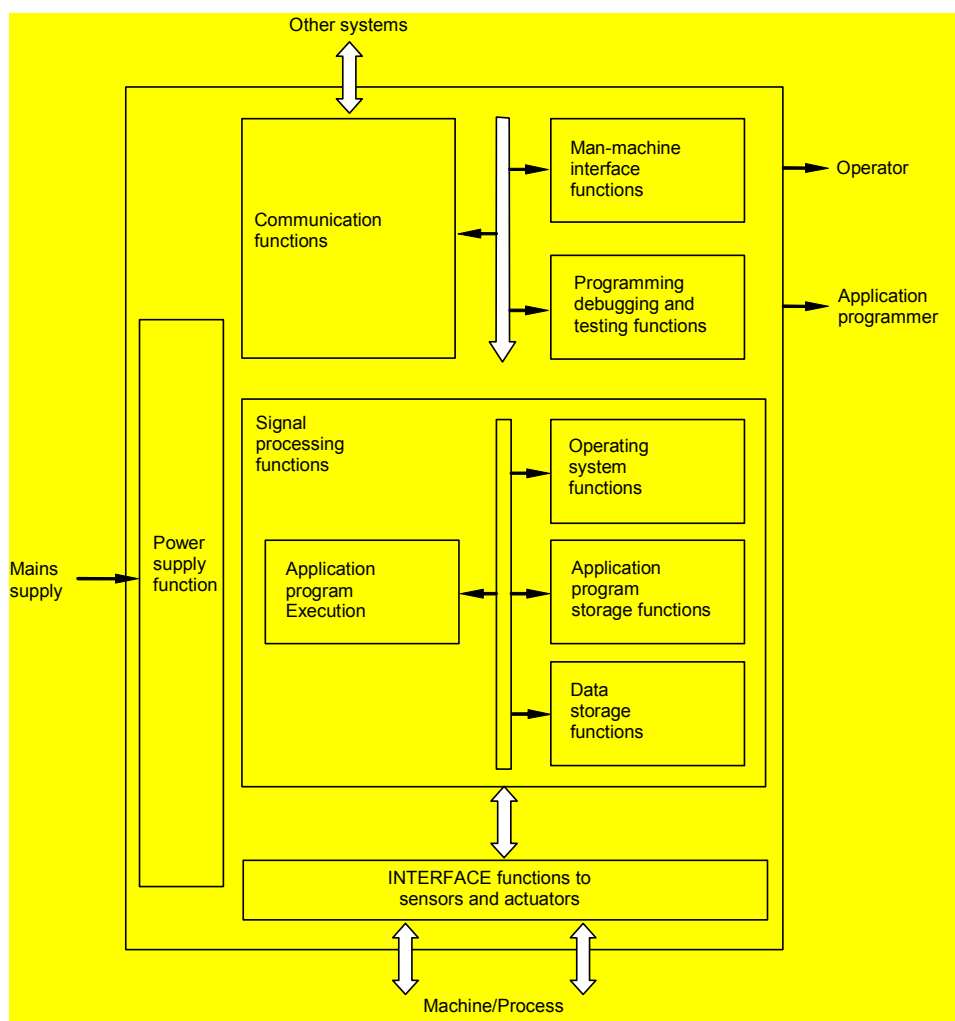 Other systems
Man-machine
interface
functions
Operator
Communication
functions
Programming
debugging and
testing functions
Application
programmer
Signal
processing
functions
Operating
system
functions
Mains
supply
Power
supply
function
Application
program
Execution
Application
program
storage functions
Data
storage
functions
INTERFACE functions to
sensors and actuators
Machine/Process